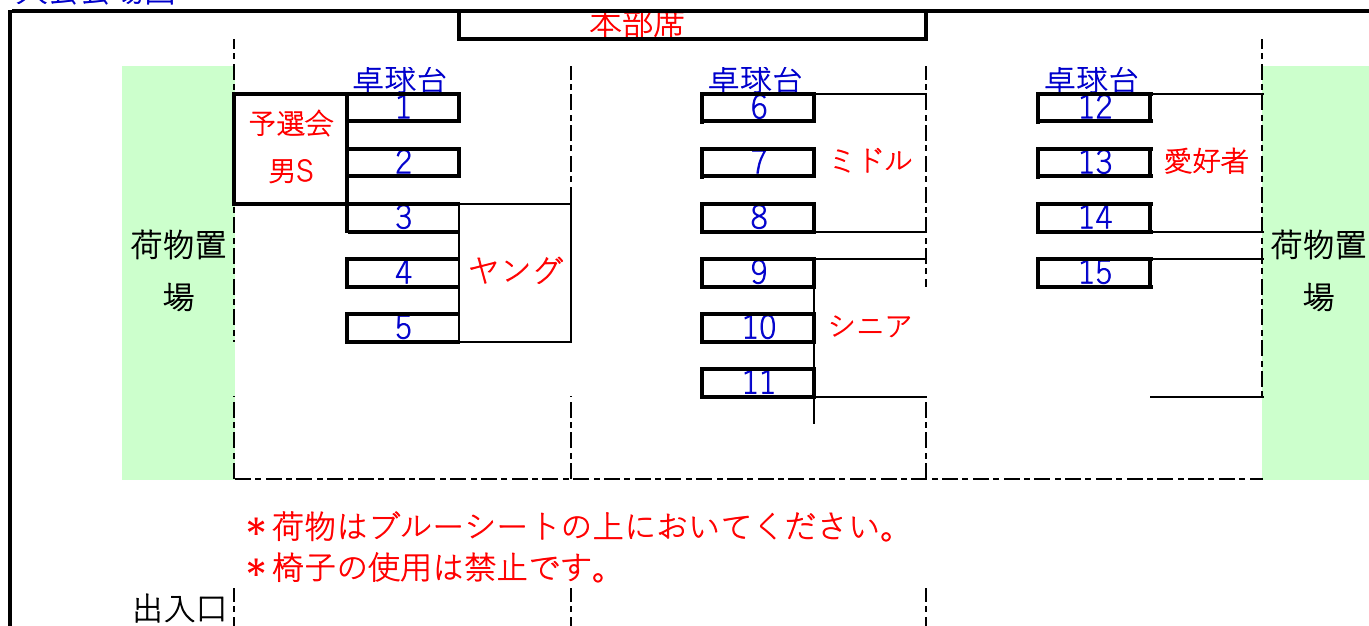 本部席
卓球台 卓球台 卓球台
1 6 12
予選会
男S
2 7 ミドル 13 愛好者
3 8 14
荷物置
場
荷物置
場
4 ヤング 9 15
5 10 シニア
11
*荷物はブルーシートの上においてください。
*椅子の使用は禁止です。
出入口